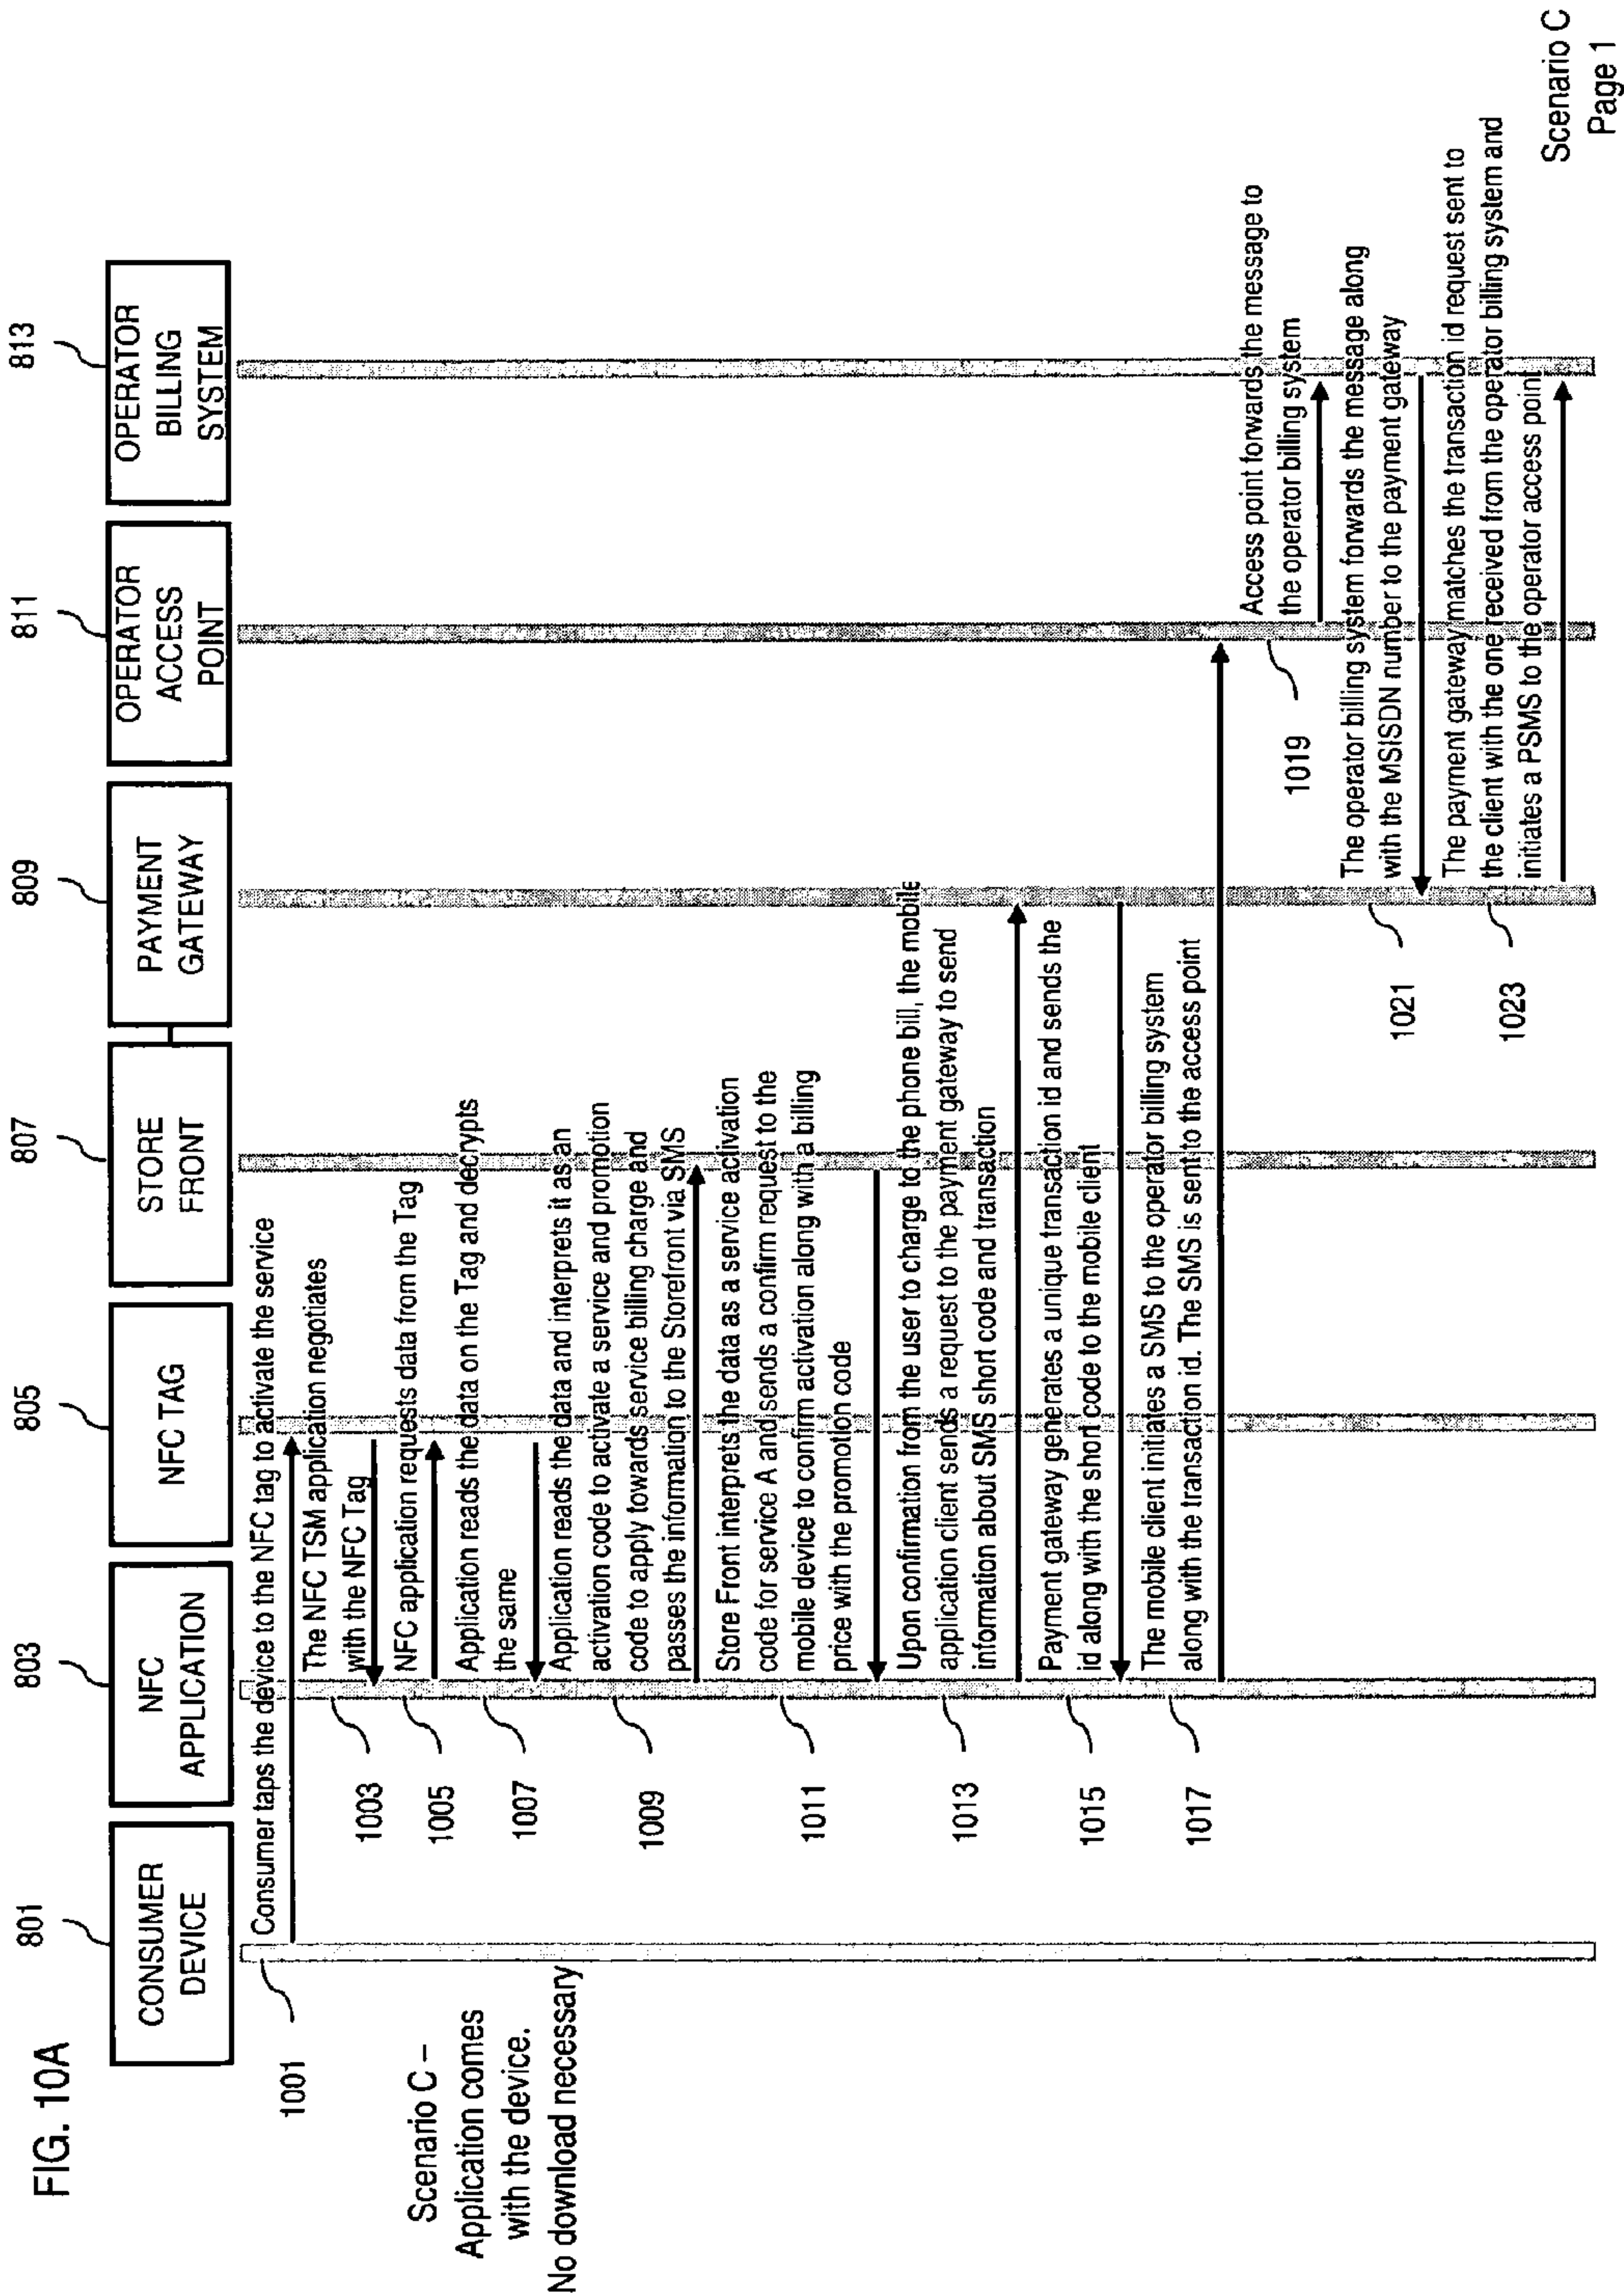 FIG. 10A
801
803
805
807
809
811
813
CONSUMER
DEVICE
NFC
APPLICATION
NFC TAG
STORE
FRONT
PAYMENT
GATEWAY
OPERATOR
ACCESS
POINT
OPERATOR
BILLING
SYSTEM
1001
Consumer taps the device to the NFC tag to activate the service
Scenario C –
Application comes
with the device.
No download necessary
The NFC TSM application negotiates
with the NFC Tag
1003
NFC application requests data from the Tag
1005
Application reads the data on the Tag and decrypts
the same
1007
Application reads the data and interprets it as an
activation code to activate a service and promotion
code to apply towards service billing charge and
passes the information to the Storefront via SMS
1009
Store Front interprets the data as a service activation
code for service A and sends a confirm request to the
mobile device to confirm activation along with a billing
price with the promotion code
1011
Upon confirmation from the user to charge to the phone bill, the mobile
application client sends a request to the payment gateway to send
information about SMS short code and transaction
1013
Payment gateway generates a unique transaction id and sends the
id along with the short code to the mobile client
1015
The mobile client initiates a SMS to the operator billing system
along with the transaction id. The SMS is sent to the access point
1017
Access point forwards the message to
the operator billing system
1019
The operator billing system forwards the message along
with the MSISDN number to the payment gateway
1021
The payment gateway matches the transaction id request sent to
the client with the one received from the operator billing system and
initiates a PSMS to the operator access point
1023
Scenario C
Page 1